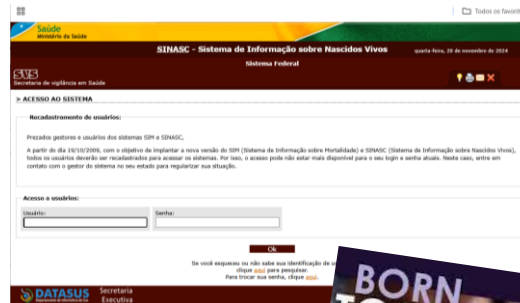 Todos os favorit
Saúde
Ministério da Saúde
SINASC - Sistema de Informação sobre Nascidos Vivos
quarta-feira, 20 de novembro de 2024
Sistema Federal
SVS
Secretaria de vigilância em Saúde
> ACESSO AO SISTEMA
Recadastramento de usuários:
Prezados gestores e usuários dos sistemas SIM e SINASC,
A partir do dia 19/10/2009, com o objetivo de implantar a nova versão do SIM (Sistema de Informação sobre Mortalidade) e SINASC (Sistema de Informação sobre Nascidos Vivos),
todos os usuários deverão ser recadastrados para acessar os sistemas. Por isso, o acesso pode não estar mais disponível para o seu login e senha atuais. Neste caso, entre em
contato com o gestor do sistema no seu estado para regularizar sua situação.
Acesso a usuários:
Usuário:
Senha:
Ok
Se você esqueceu ou não sabe sua identificação de u
clique aqui para pesquisar.
Para trocar sua senha, clique aqui.
BORN
DATASUS
Secretaria
Executiva